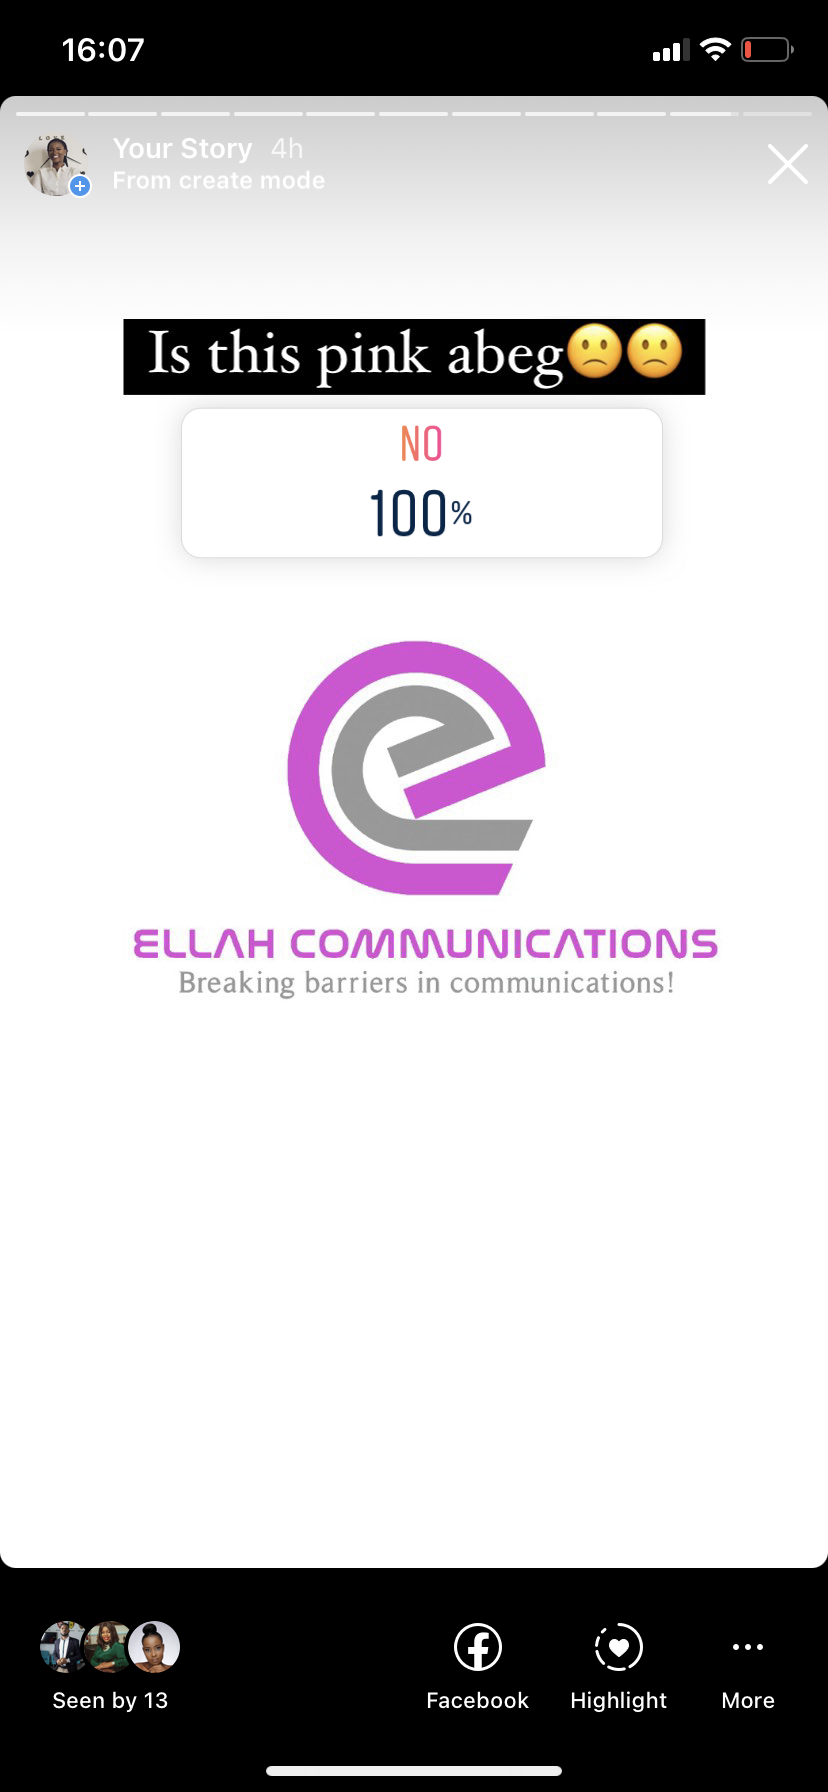 16:07
Your Story 4h
From create mode
LOVE
Is this pink abeg🙁🙁
NO
100%
ELLAH COMMUNICATIONS
Breaking barriers in communications!
Seen by 13
Facebook
Highlight
More